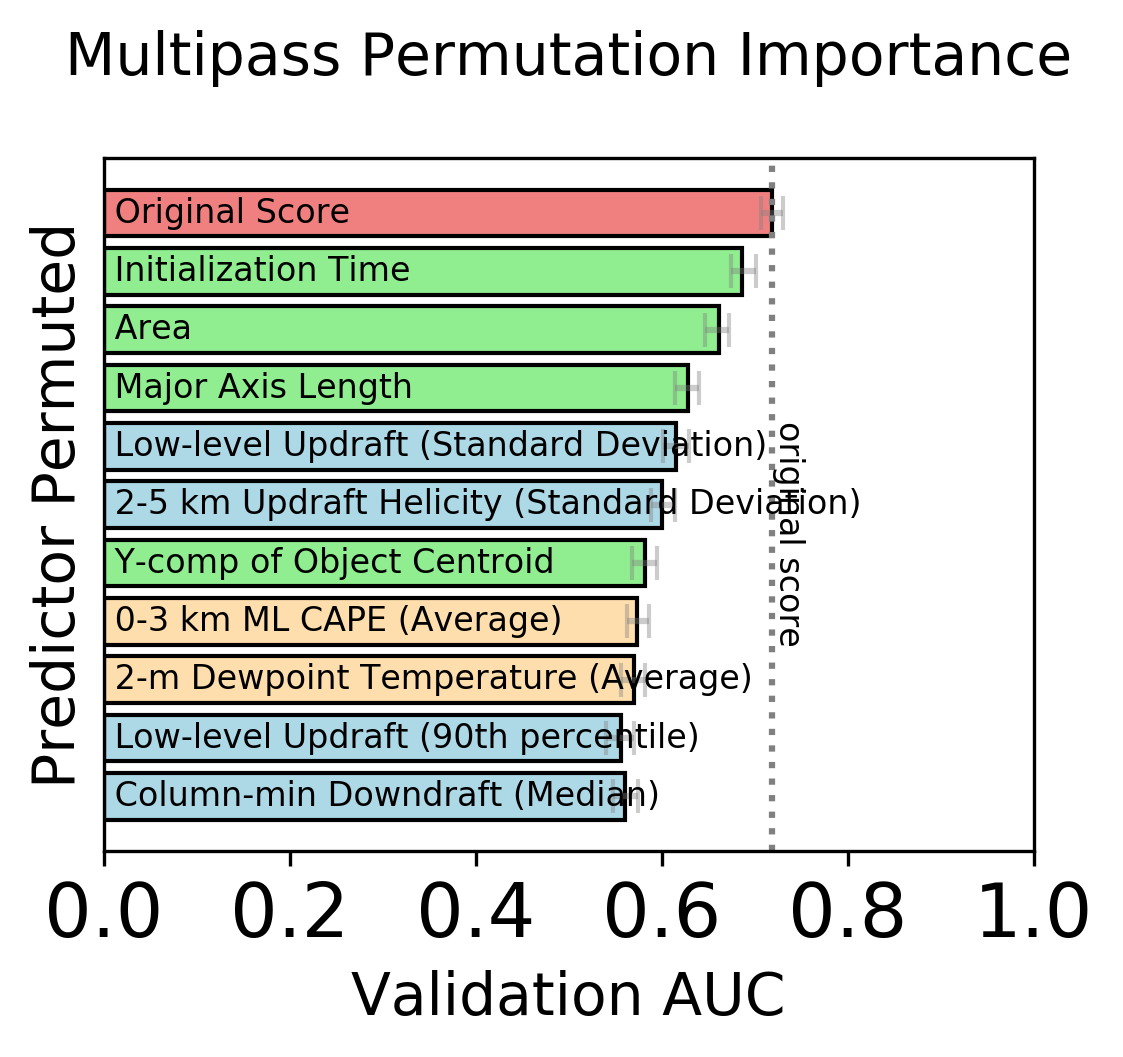 Multipass Permutation Importance
Predictor Permuted
Original Score
Initialization Time
Area
Major Axis Length
Low-level Updraft (Standard Deviation)
2-5 km Updraft Helicity (Standard Deviation)
Y-comp of Object Centroid
0-3 km ML CAPE (Average)
2-m Dewpoint Temperature (Average)
Low-level Updraft (90th percentile)
Column-min Downdraft (Median)
original score
0.0 0.2 0.4 0.6 0.8 1.0
Validation AUC